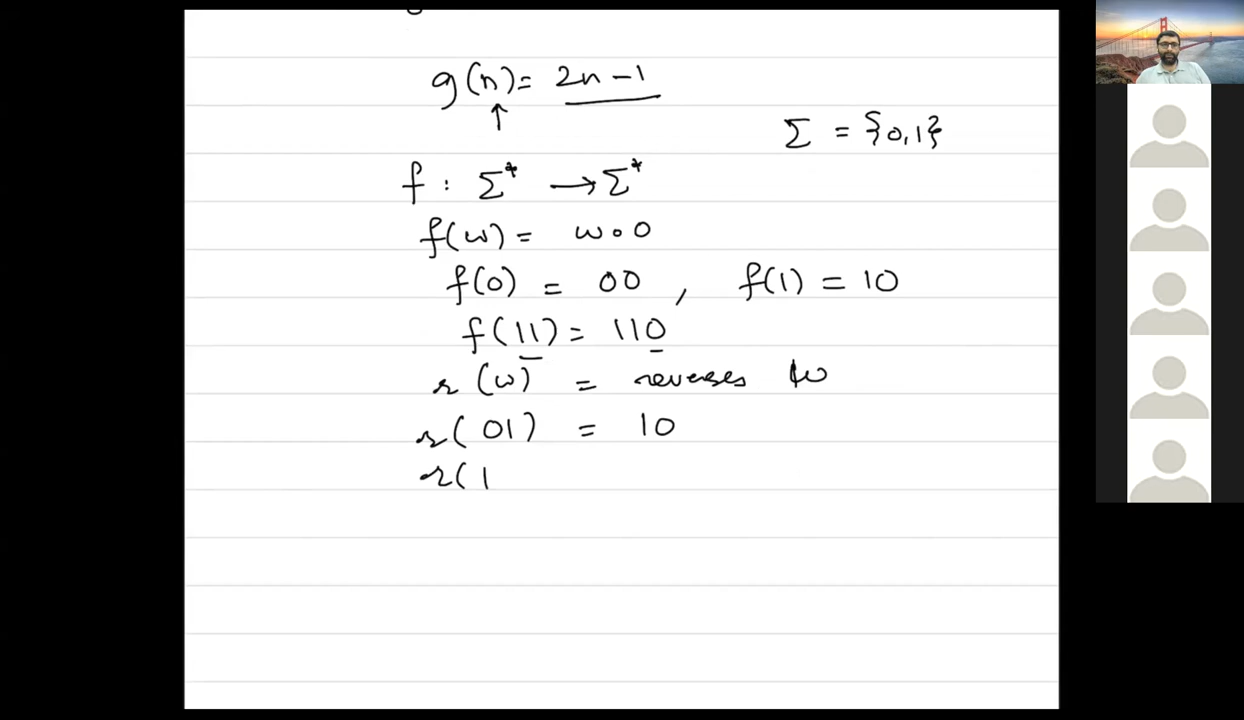 g(n) = 2n - 1
↑
Σ = {0,1}
f : Σ* → Σ*
f(w) = w∘0
f(0) = 00 , f(1) = 10
f(11) = 110
r(w) = reverses w
r(01) = 10
r(1